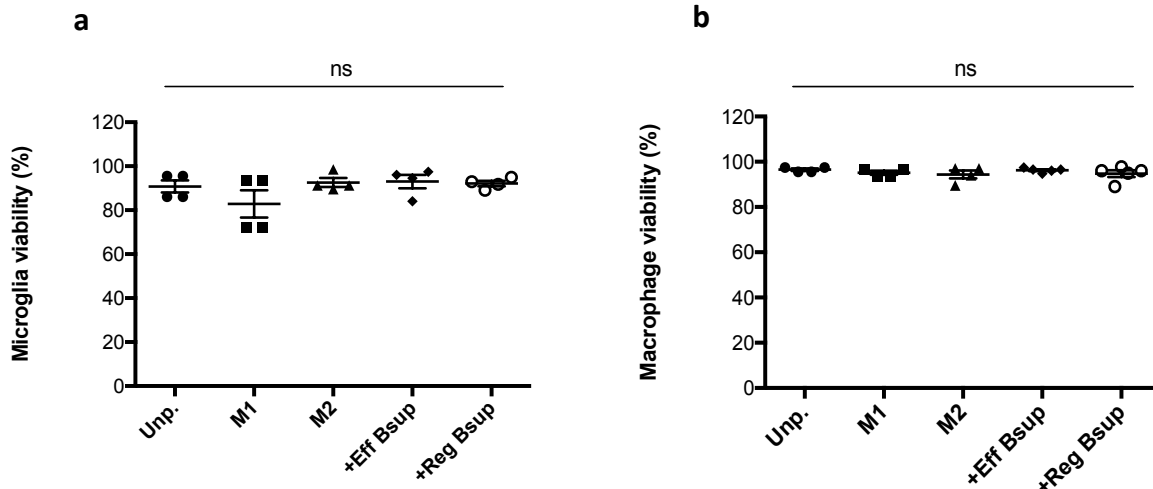 a
ns
Microglia viability (%)
120
100
80
60
40
20
0
Unp.
M1
M2
+Eff Bsup
+Reg Bsup
b
ns
Macrophage viability (%)
120
100
80
60
40
20
0
Unp.
M1
M2
+Eff Bsup
+Reg Bsup